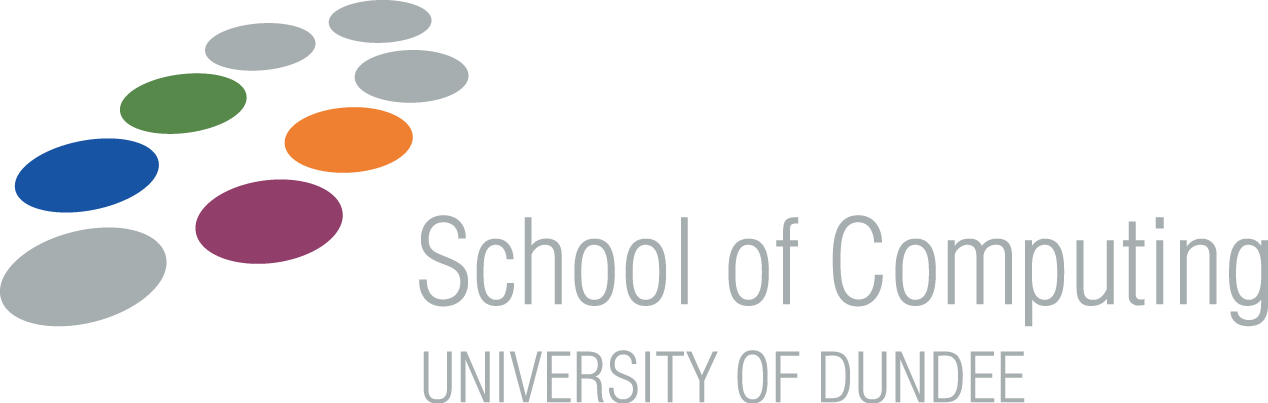 School of Computing
UNIVERSITY OF DUNDEE